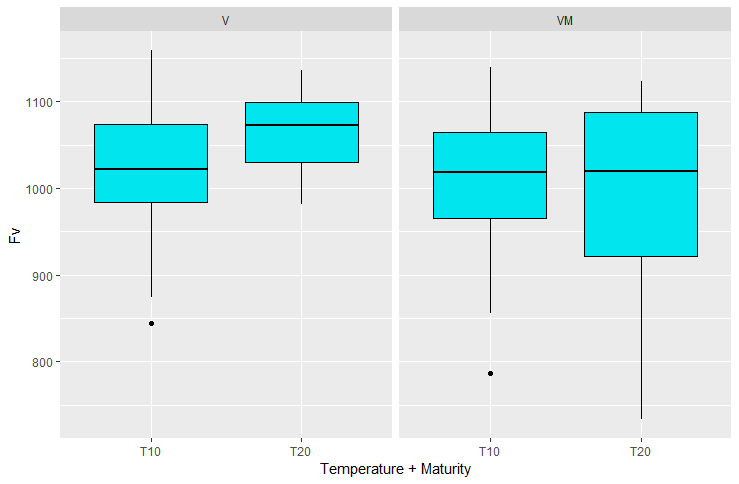 V
VM
Fv
1100
1000
900
800
T10
T20
T10
T20
Temperature + Maturity